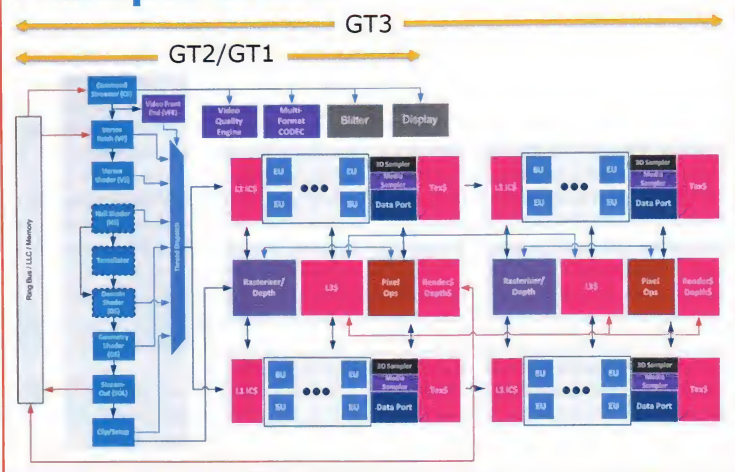 GT3
GT2/GT1
Command
Streamer (CS)
Video Front
End (VFE)
Video
Quality
Engine
Multi-
Format
CODEC
Blitter
Display
Vertex
Fetch (VF)
Vertex
Shader (VS)
Hull Shader
(HS)
Tessellator
Domain
Shader
(DS)
Geometry
Shader
(GS)
Stream-
Out (SOL)
Clip/Setup
Ring Bus / LLC / Memory
Thread Dispatch
L1 IC$
EU
EU
EU
EU
3D Sampler
Media
Sampler
Data Port
Tex$
L1 IC$
EU
EU
EU
EU
3D Sampler
Media
Sampler
Data Port
Tex$
Rasterizer/
Depth
L3$
Pixel
Ops
Render$
Depth$
Rasterizer/
Depth
L3$
Pixel
Ops
Render$
Depth$
L1 IC$
EU
EU
EU
EU
3D Sampler
Media
Sampler
Data Port
Tex$
L1 IC$
EU
EU
EU
EU
3D Sampler
Media
Sampler
Data Port
Tex$